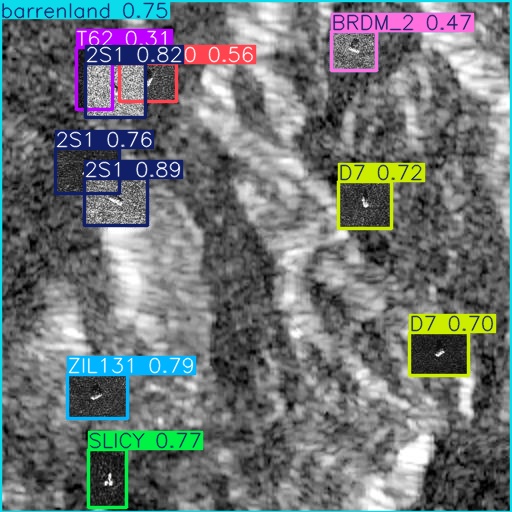 barrenland 0.75
BRDM_2 0.47
T62 0.31
2S1 0.82
0 0.56
2S1 0.76
2S1 0.89
D7 0.72
D7 0.70
ZIL131 0.79
SLICY 0.77